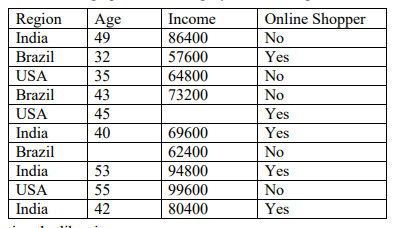 Region Age Income Online Shopper
India 49 86400 No
Brazil 32 57600 Yes
USA 35 64800 No
Brazil 43 73200 No
USA 45 Yes
India 40 69600 Yes
Brazil 62400 No
India 53 94800 Yes
USA 55 99600 No
India 42 80400 Yes